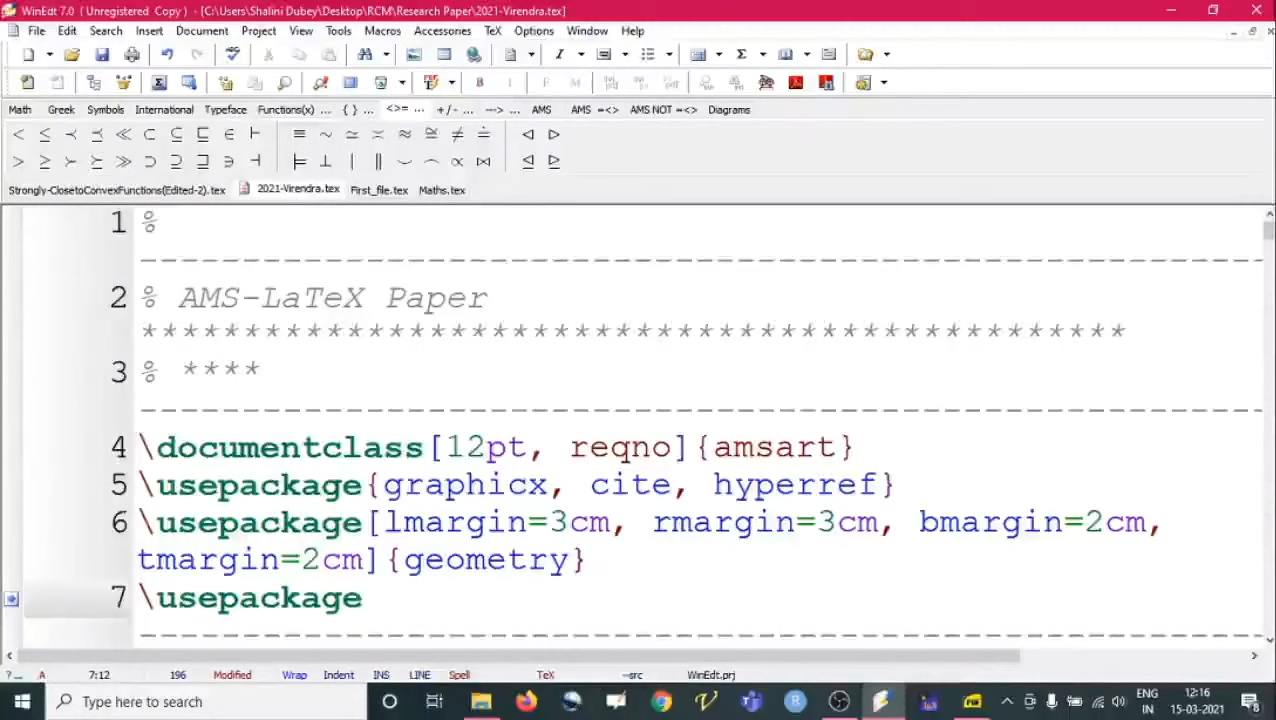 WinEdt 7.0 ( Unregistered Copy ) - [C:\Users\Shalini Dubey\Desktop\RCM\Research Paper\2021-Virendra.tex]
File Edit Search Insert Document Project View Tools Macros Accessories TeX Options Window Help
Math Greek Symbols International Typeface Functions(x) ... { } ... <>= ... +/- ... ---> ... AMS AMS =<> AMS NOT =<> Diagrams
Strongly-ClosetoConvexFunctions(Edited-2).tex 2021-Virendra.tex First_file.tex Maths.tex
1 %
2 % AMS-LaTeX Paper
************************************************
3 % ****
4 \documentclass[12pt, reqno]{amsart}
5 \usepackage{graphicx, cite, hyperref}
6 \usepackage[lmargin=3cm, rmargin=3cm, bmargin=2cm,
tmargin=2cm]{geometry}
7 \usepackage
A 7:12 196 Modified Wrap Indent INS LINE Spell TeX --src WinEdt.prj
Type here to search
ENG 12:16
IN 15-03-2021